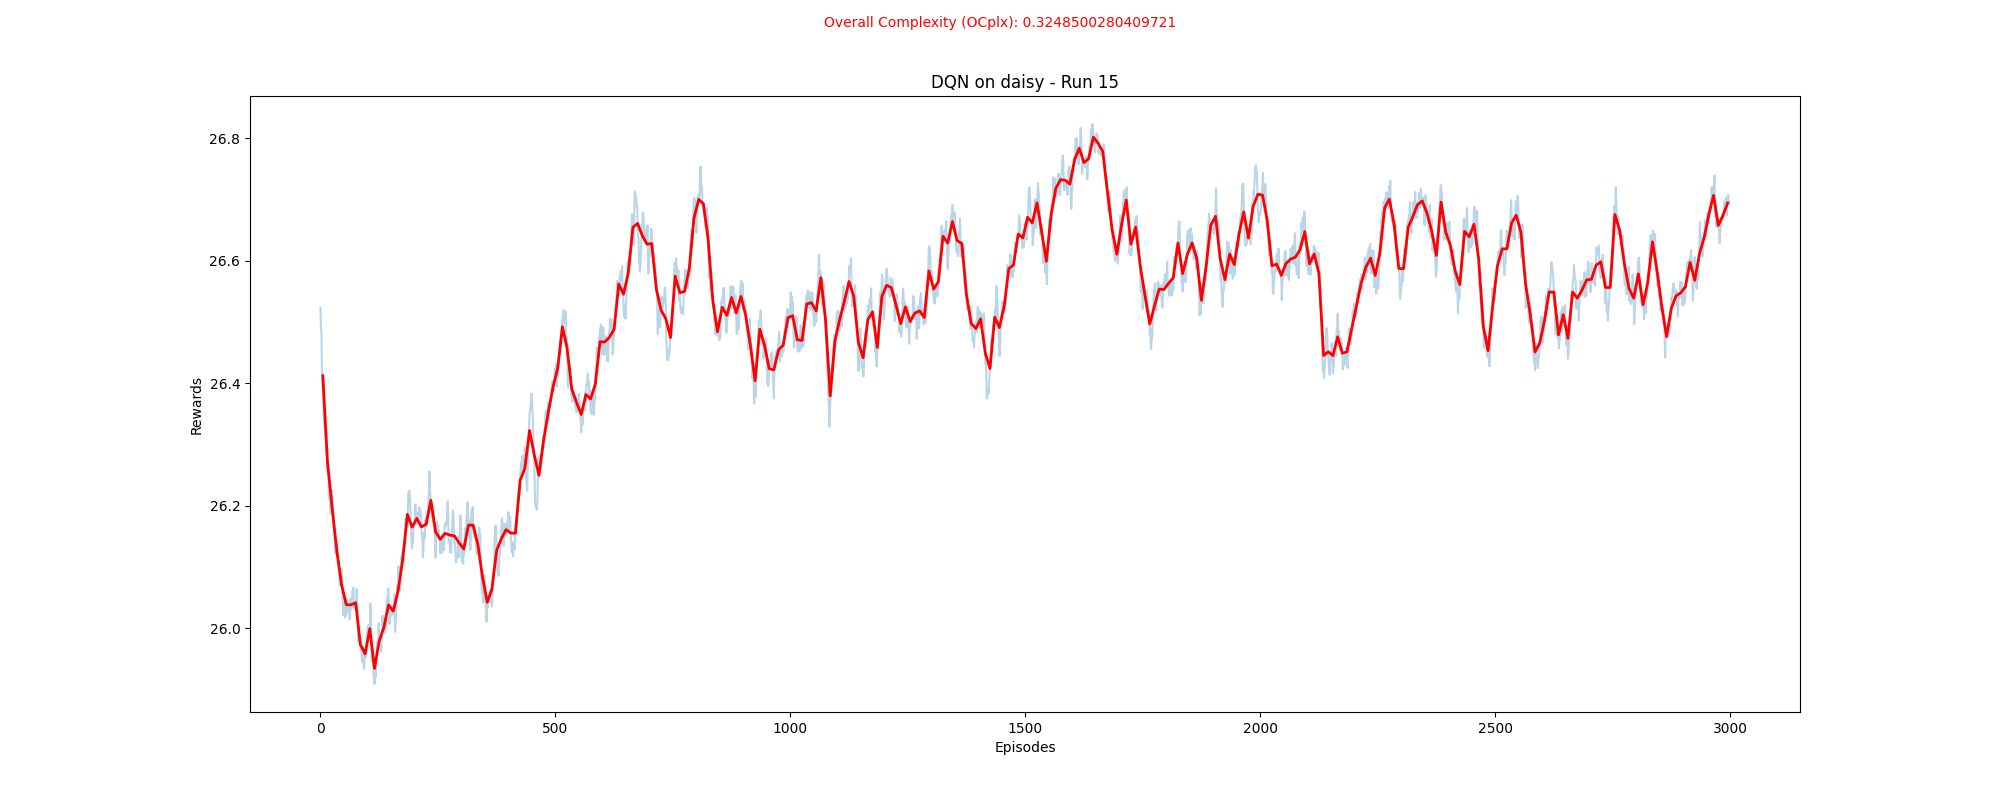 Overall Complexity (OCplx): 0.3248500280409721
DQN on daisy - Run 15
26.8
26.6
26.4
26.2
26.0
Rewards
0 500 1000 1500 2000 2500 3000
Episodes